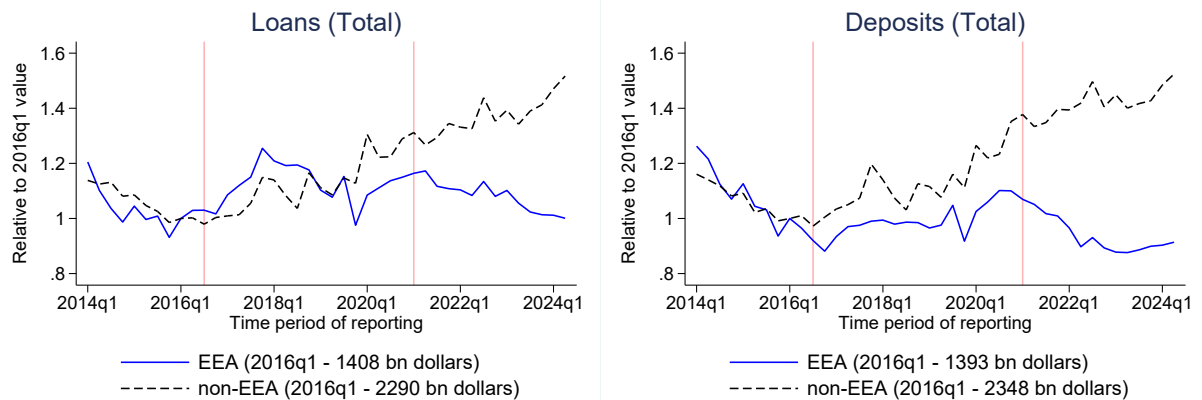 Loans (Total)
Relative to 2016q1 value
1.6
1.4
1.2
1
.8
2014q1 2016q1 2018q1 2020q1 2022q1 2024q1
Time period of reporting
EEA (2016q1 - 1408 bn dollars)
non-EEA (2016q1 - 2290 bn dollars)
Deposits (Total)
Relative to 2016q1 value
1.6
1.4
1.2
1
.8
2014q1 2016q1 2018q1 2020q1 2022q1 2024q1
Time period of reporting
EEA (2016q1 - 1393 bn dollars)
non-EEA (2016q1 - 2348 bn dollars)